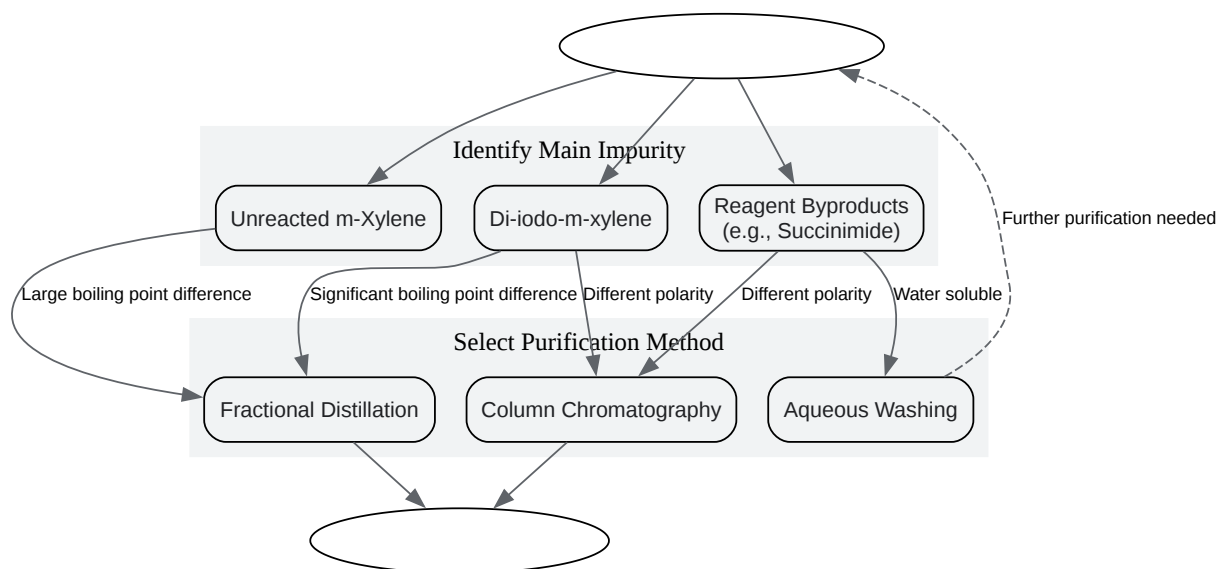 Identify Main Impurity
Unreacted m-Xylene
Di-iodo-m-xylene
Reagent Byproducts
(e.g., Succinimide)
Further purification needed
Large boiling point difference
Significant boiling point difference
Different polarity
Different polarity
Water soluble
Select Purification Method
Fractional Distillation
Column Chromatography
Aqueous Washing